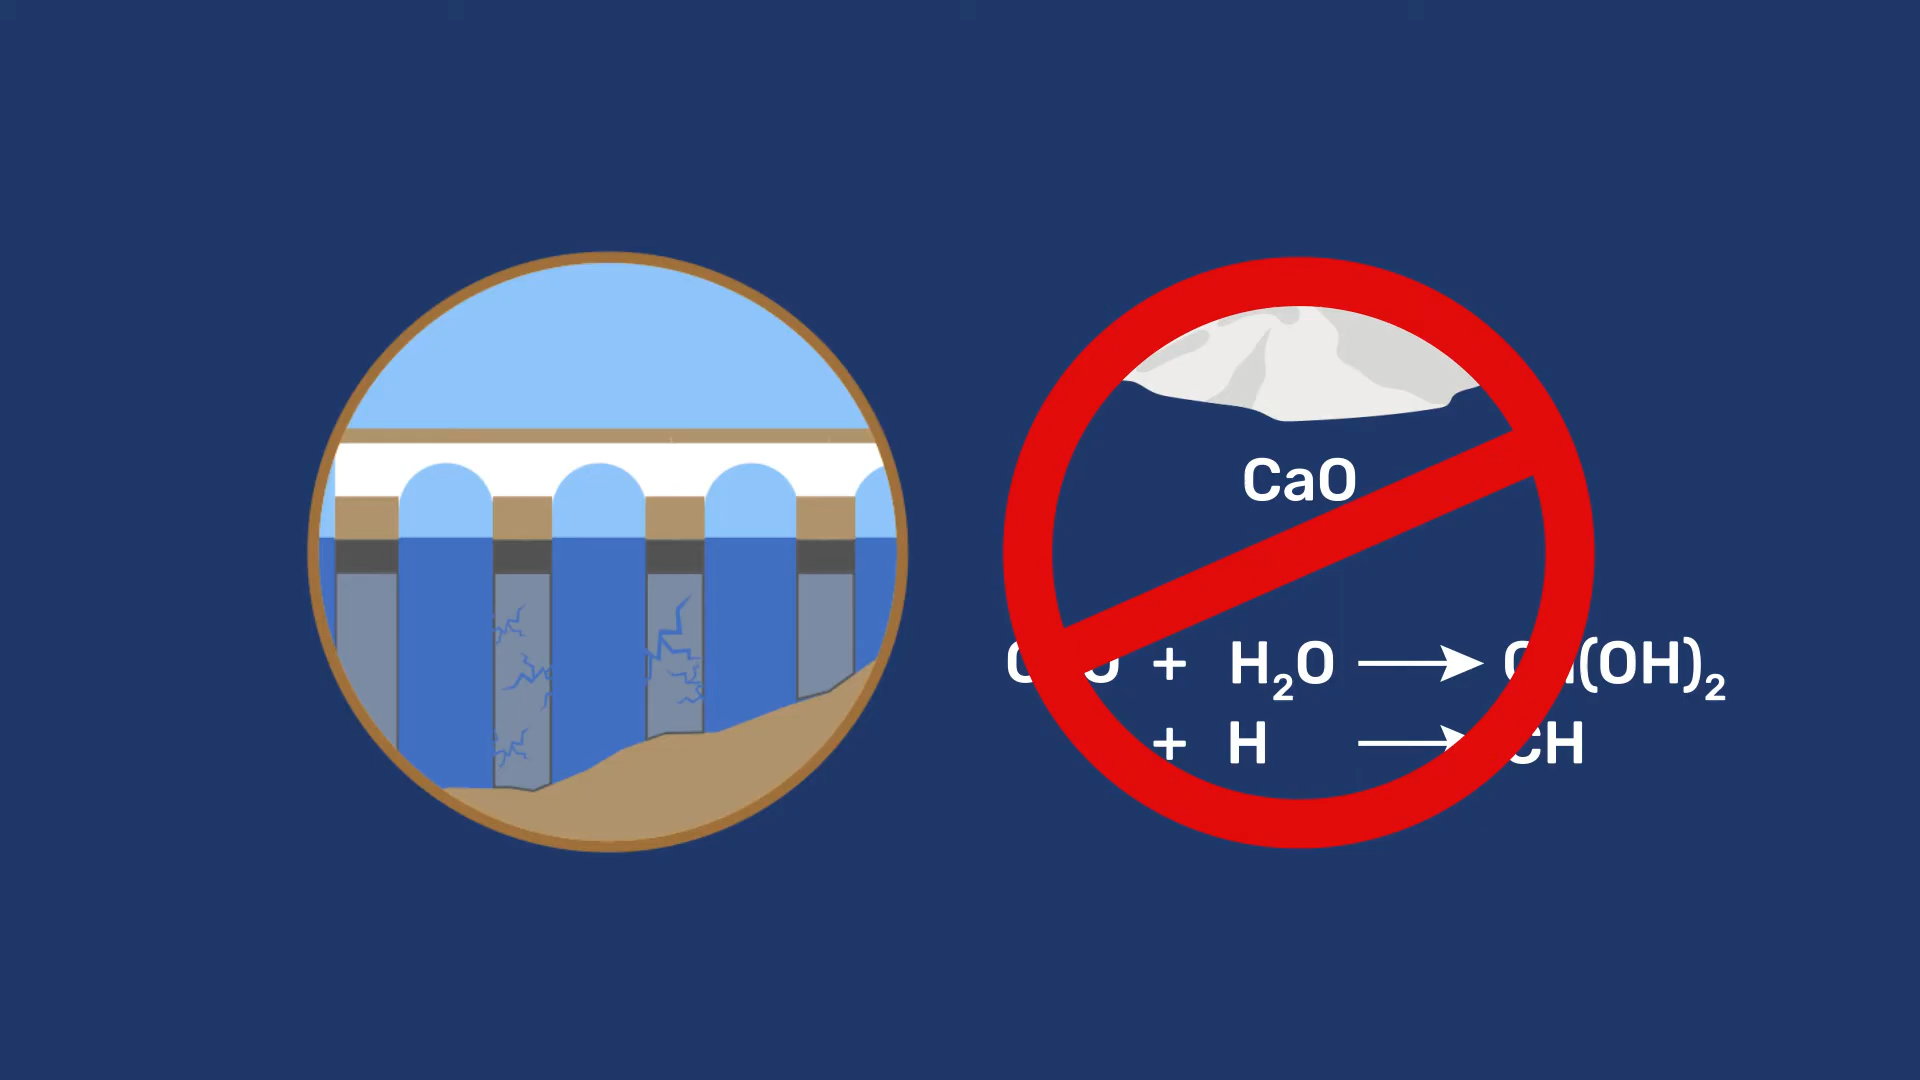 CaO
+ H₂O → (OH)₂
+ H → CH